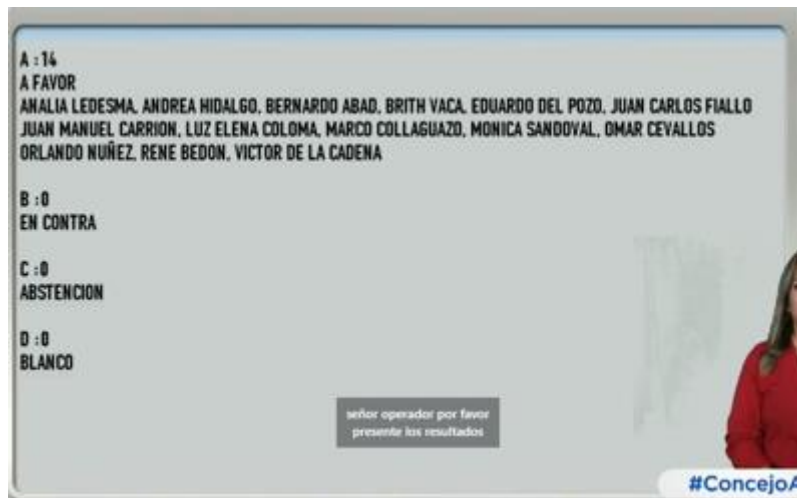 A :14
A FAVOR
ANALIA LEDESMA, ANDREA HIDALGO, BERNARDO ABAD, BRITH VACA, EDUARDO DEL POZO, JUAN CARLOS FIALLO
JUAN MANUEL CARRION, LUZ ELENA COLOMA, MARCO COLLAGUAZO, MONICA SANDOVAL, OMAR CEVALLOS
ORLANDO NUÑEZ, RENE BEDON, VICTOR DE LA CADENA
B :0
EN CONTRA
C :0
ABSTENCION
D :0
BLANCO
señor operador por favor
presente los resultados
#ConcejoA